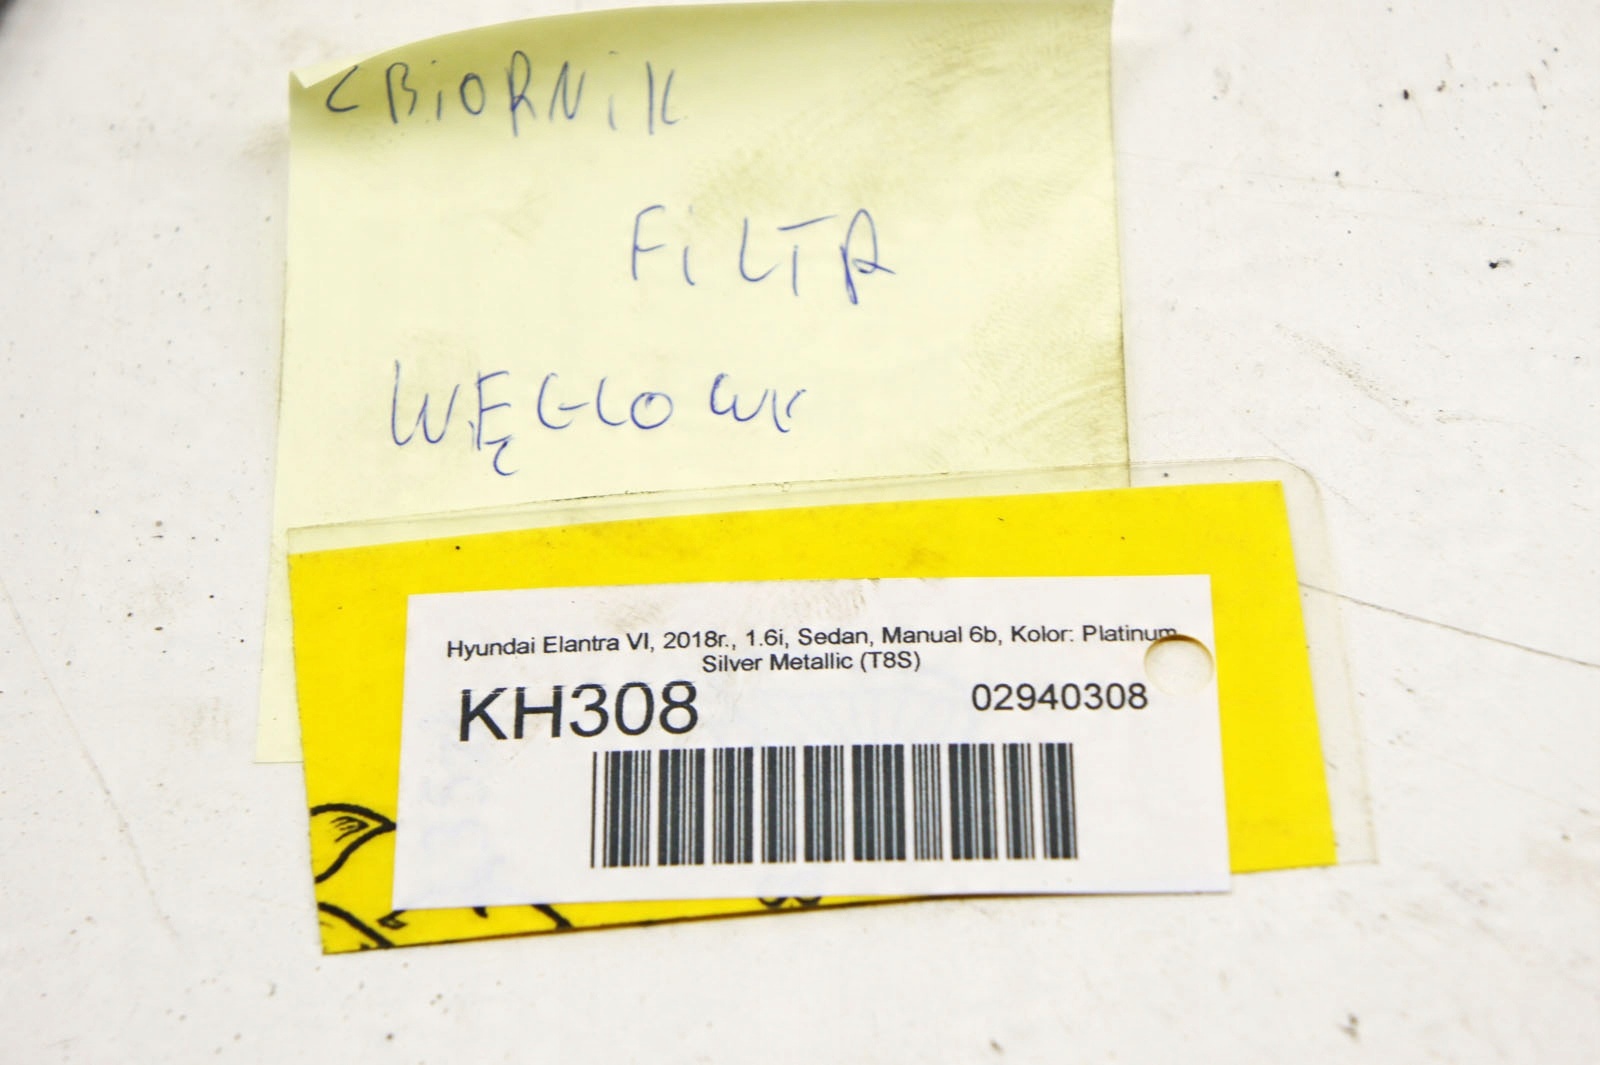 ZBiORNiK
FiLTR
WĘGLOWY
Hyundai Elantra VI, 2018r., 1.6i, Sedan, Manual 6b, Kolor: Platinum
Silver Metallic (T8S)
KH308 02940308